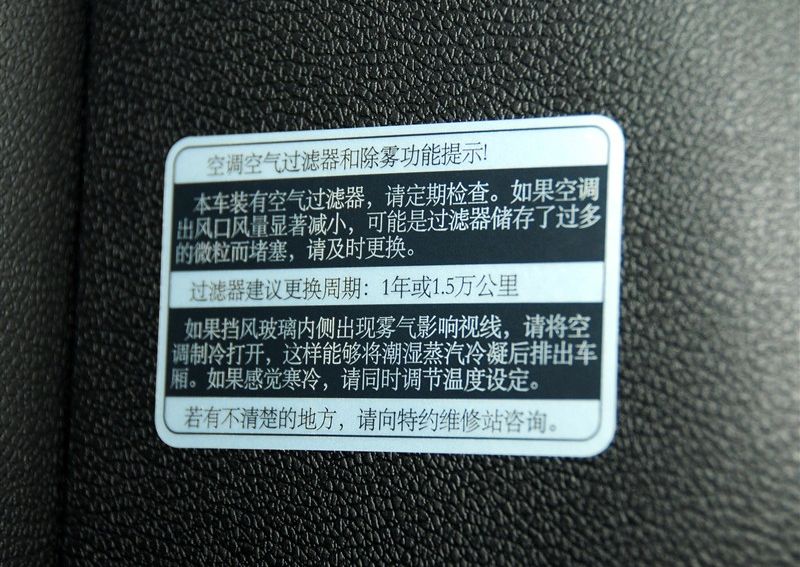 空调空气过滤器和除雾功能提示!
本车装有空气过滤器，请定期检查。如果空调
出风口风量显著减小，可能是过滤器储存了过多
的微粒而堵塞，请及时更换。
过滤器建议更换周期：1年或1.5万公里
如果挡风玻璃内侧出现雾气影响视线，请将空
调制冷打开，这样能够将潮湿蒸汽冷凝后排出车
厢。如果感觉寒冷，请同时调节温度设定。
若有不清楚的地方，请向特约维修站咨询。